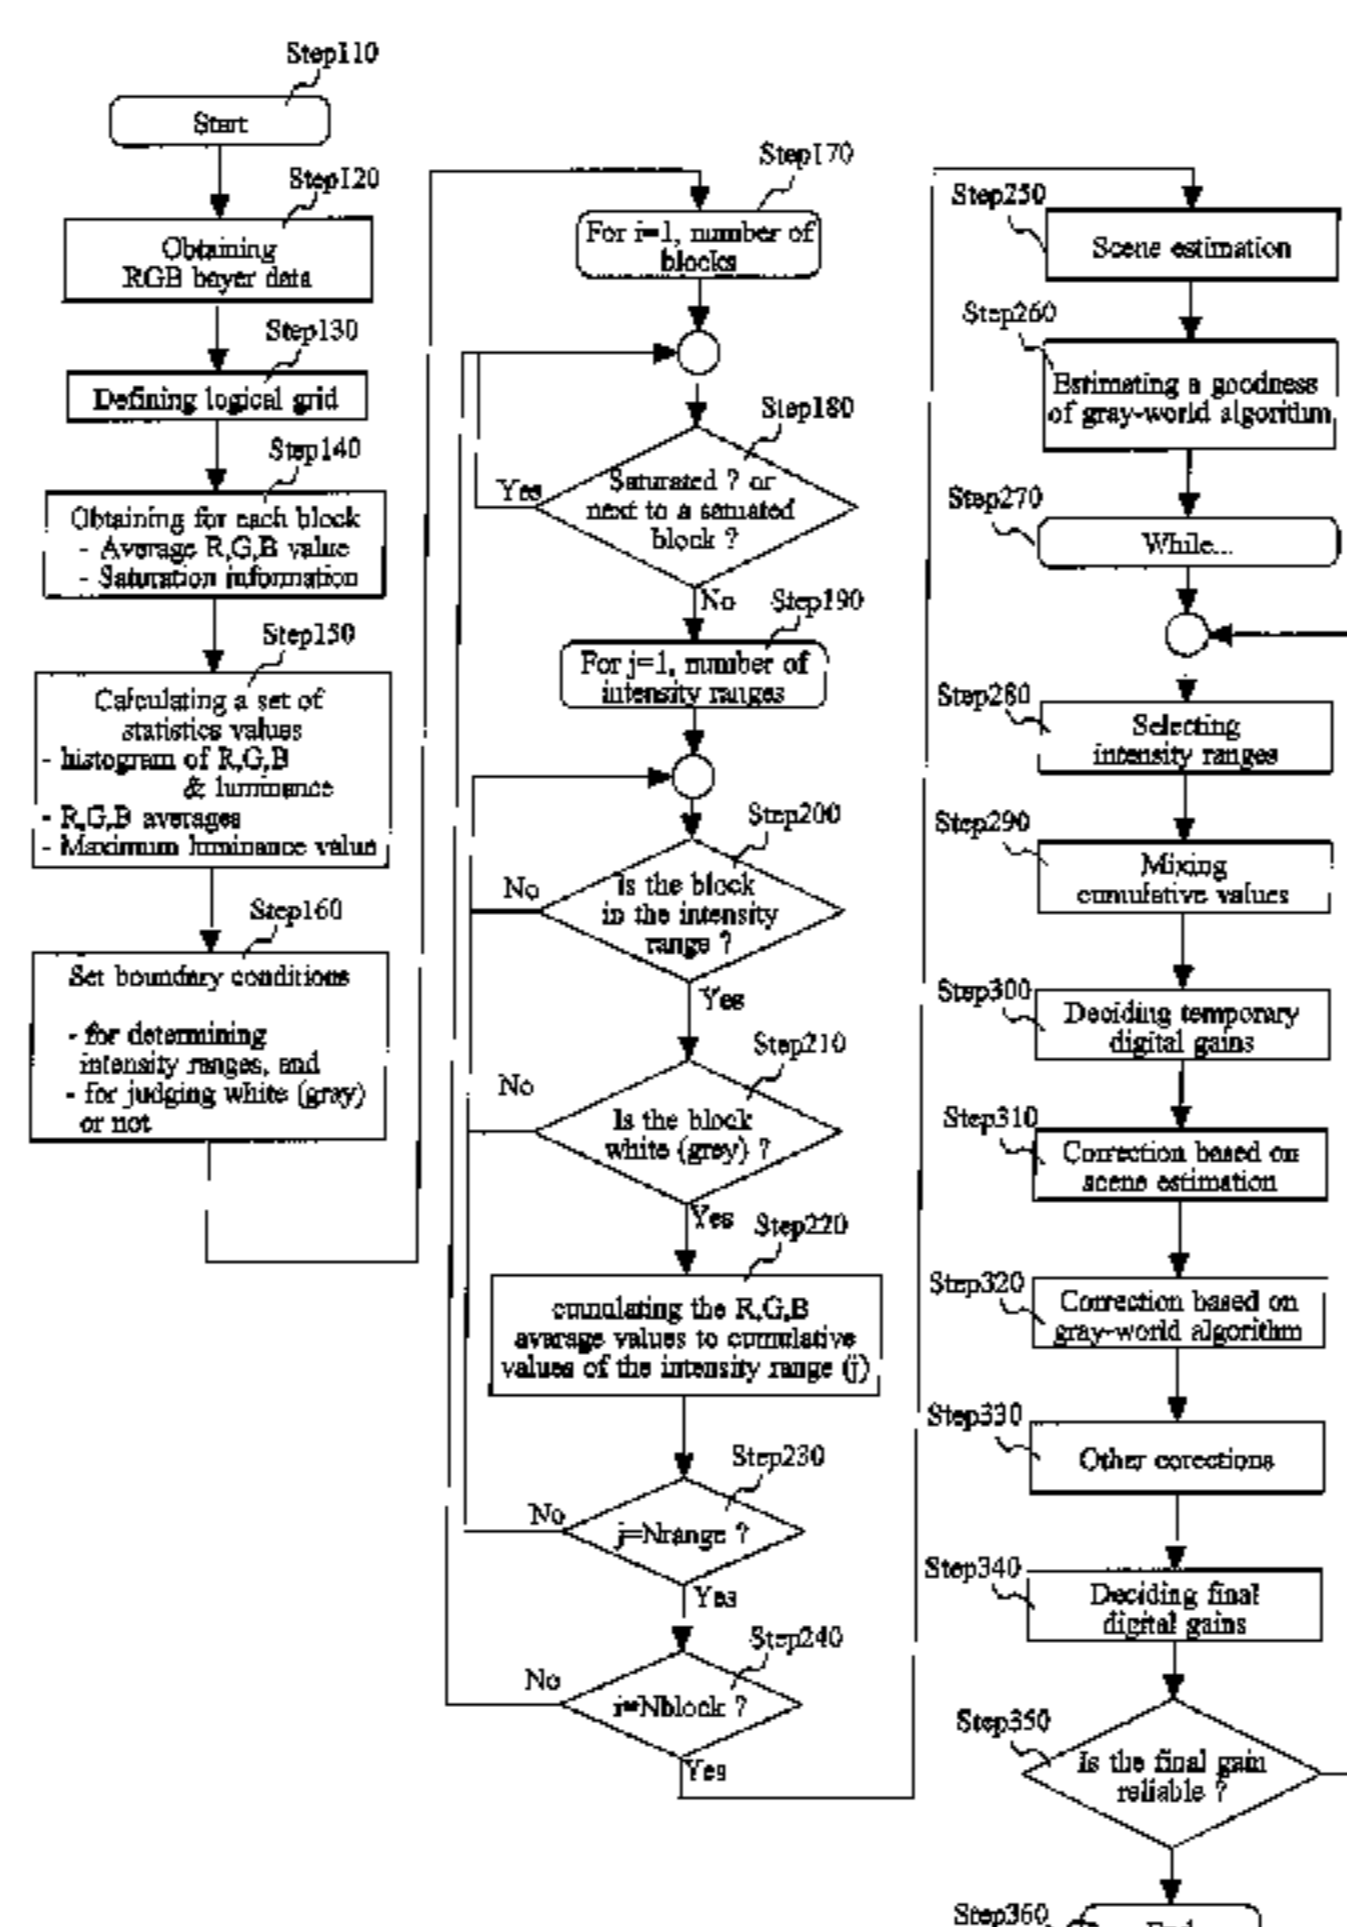 Step110
Start
Step120
Obtaining
RGB bayer data
Step130
Defining logical grid
Step140
Obtaining for each block
- Average R,G,B value
- Saturation information
Step150
Calculating a set of
statistics values
- histogram of R,G,B
& luminance
- R,G,B averages
- Maximum luminance value
Step160
Set boundary conditions
- for determining
intensity ranges, and
- for judging white (gray)
or not
Step170
For i=1, number of
blocks
Step180
Saturated ? or
next to a satuated
block ?
Yes
No
Step190
For j=1, number of
intensity ranges
Step200
Is the block
in the intensity
range ?
No
Yes
Step210
Is the block
white (grey) ?
No
Yes
Step220
cumulating the R,G,B
avarage values to cumulative
values of the intensity range (j)
Step230
j=Nrange ?
No
Yes
Step240
i=Nblock ?
No
Yes
Step250
Scene estimation
Step260
Estimating a goodness
of gray-world algorithm
Step270
While...
Step280
Selecting
intensity ranges
Step290
Mixing
cumulative values
Step300
Deciding temporary
digital gains
Step310
Correction based on
scene estimation
Step320
Correction based on
gray-world algorithm
Step330
Other corections
Step340
Deciding final
digital gains
Step350
Is the final gain
reliable ?
Step360